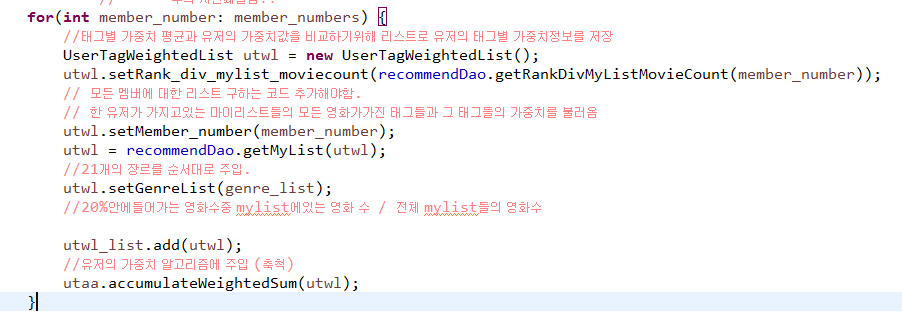 for(int member_number: member_numbers) {
//태그별 가중치 평균과 유저의 가중치값을 비교하기위해 리스트로 유저의 태그별 가중치정보를 저장
UserTagWeightedList utwl = new UserTagWeightedList();
utwl.setRank_div_mylist_moviecount(recommendDao.getRankDivMyListMovieCount(member_number));
// 모든 멤버에 대한 리스트 구하는 코드 추가해야함.
// 한 유저가 가지고있는 마이리스트들의 모든 영화가가진 태그들과 그 태그들의 가중치를 불러옴
utwl.setMember_number(member_number);
utwl = recommendDao.getMyList(utwl);
//21개의 장르를 순서대로 주입.
utwl.setGenreList(genre_list);
//20%안에들어가는 영화수중 mylist에있는 영화 수 / 전체 mylist들의 영화수
utwl_list.add(utwl);
//유저의 가중치 알고리즘에 주입 (축척)
utaa.accumulateWeightedSum(utwl);
}